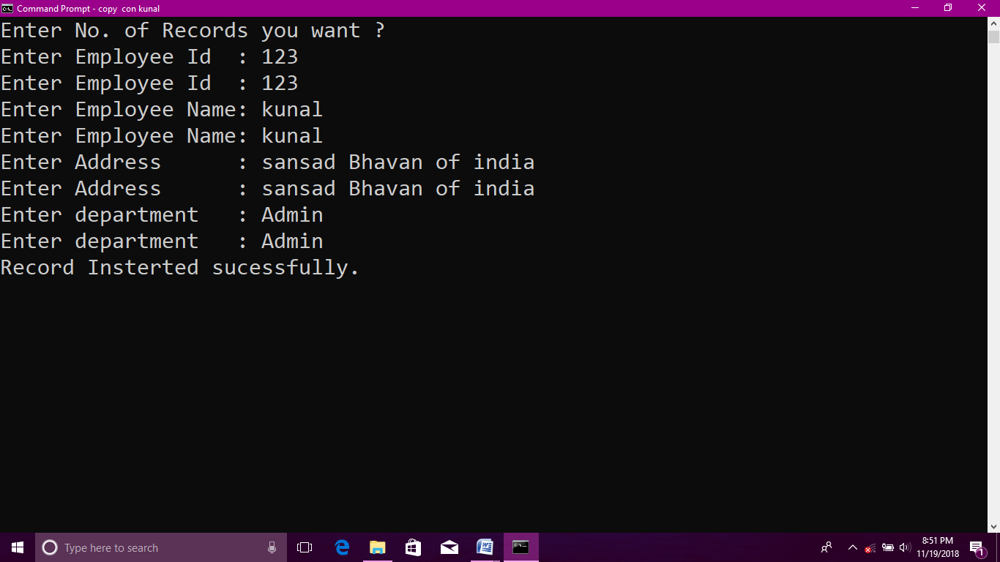 Command Prompt - copy  con kunal
Enter No. of Records you want ?
Enter Employee Id  : 123
Enter Employee Id  : 123
Enter Employee Name: kunal
Enter Employee Name: kunal
Enter Address      : sansad Bhavan of india
Enter Address      : sansad Bhavan of india
Enter department   : Admin
Enter department   : Admin
Record Insterted sucessfully.
Type here to search
8:51 PM
11/19/2018
1